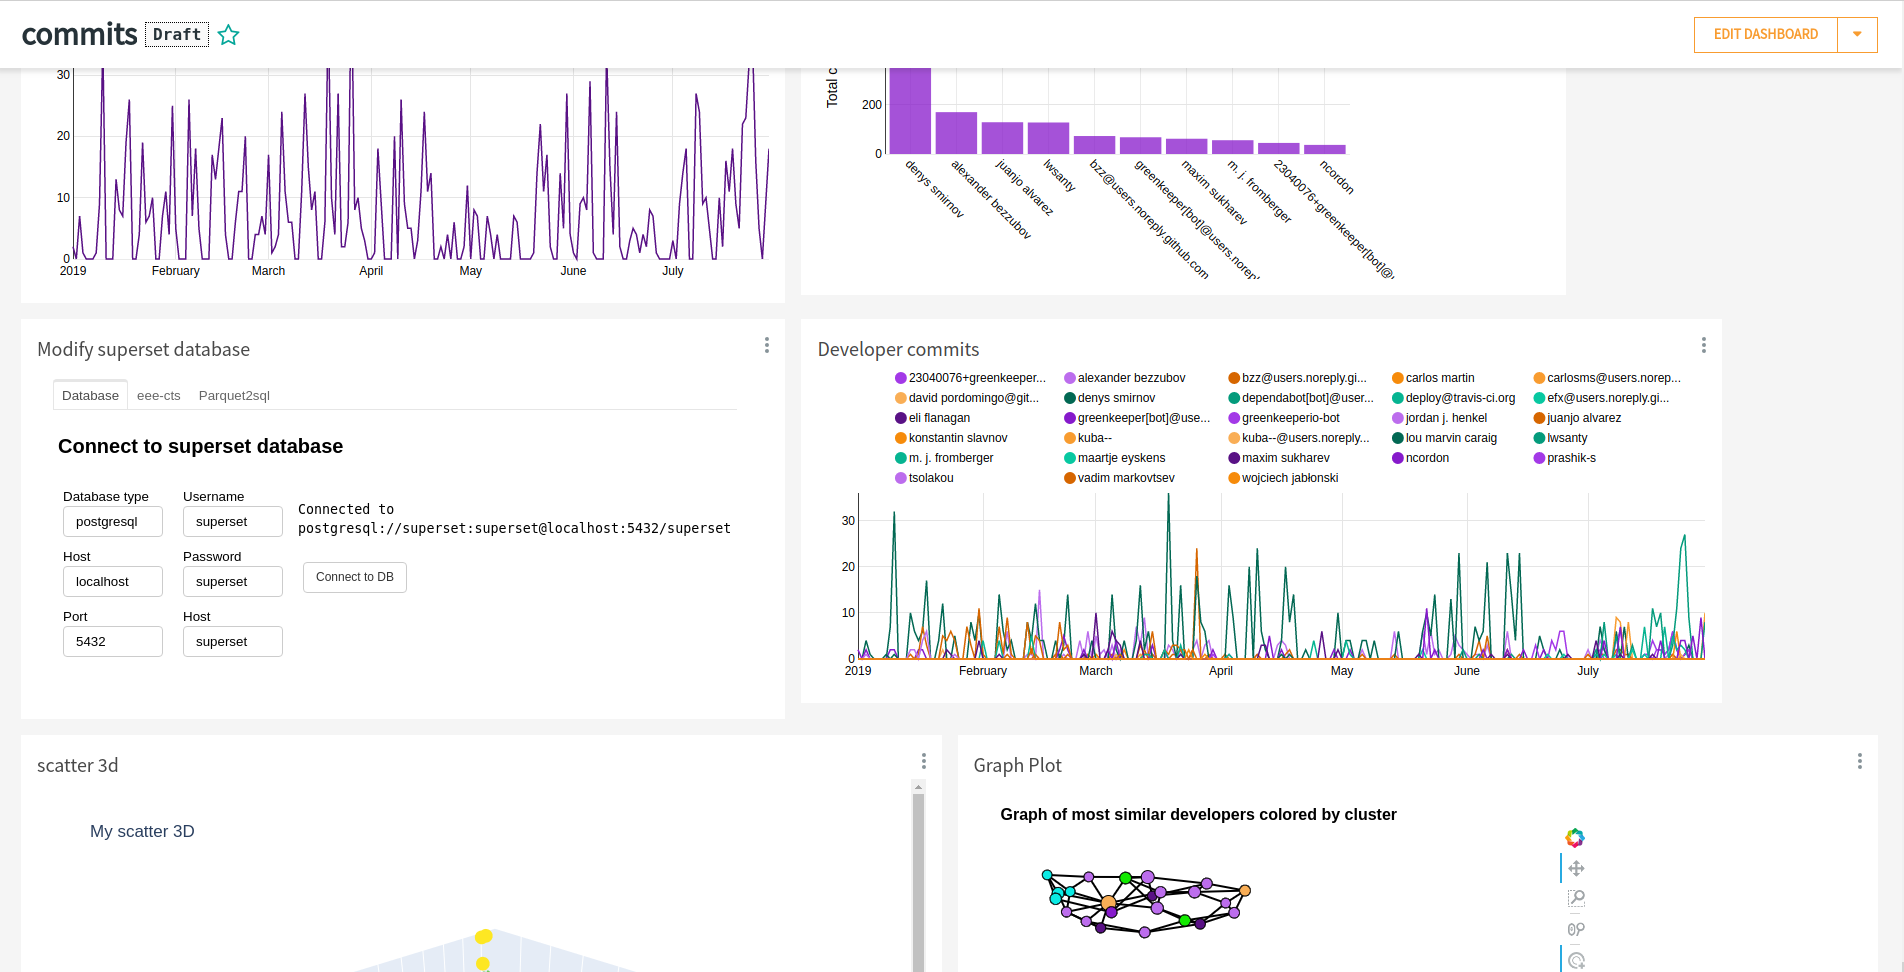 commits Draft
EDIT DASHBOARD
30
20
10
0
2019 February March April May June July
Total c
200
0
denys smirnov
alexander bezzubov
juanjo alvarez
lwsanty
bzz@users.noreply.github.com
greenkeeper[bot]@users.norepl
maxim sukharev
m. j. fromberger
23040076+greenkeeper[bot]@
ncordon
Modify superset database
Database eee-cts Parquet2sql
Connect to superset database
Database type Username
postgresql superset
Connected to
postgresql://superset:superset@localhost:5432/superset
Host Password
localhost superset
Connect to DB
Port Host
5432 superset
Developer commits
23040076+greenkeeper... alexander bezzubov bzz@users.noreply.gi... carlos martin carlosms@users.norep...
david pordomingo@git... denys smirnov dependabot[bot]@user... deploy@travis-ci.org efx@users.noreply.gi...
eli flanagan greenkeeper[bot]@use... greenkeeperio-bot jordan j. henkel juanjo alvarez
konstantin slavnov kuba-- kuba--@users.noreply... lou marvin caraig lwsanty
m. j. fromberger maartje eyskens maxim sukharev ncordon prashik-s
tsolakou vadim markovtsev wojciech jabłonski
30
20
10
0
2019 February March April May June July
scatter 3d
My scatter 3D
Graph Plot
Graph of most similar developers colored by cluster